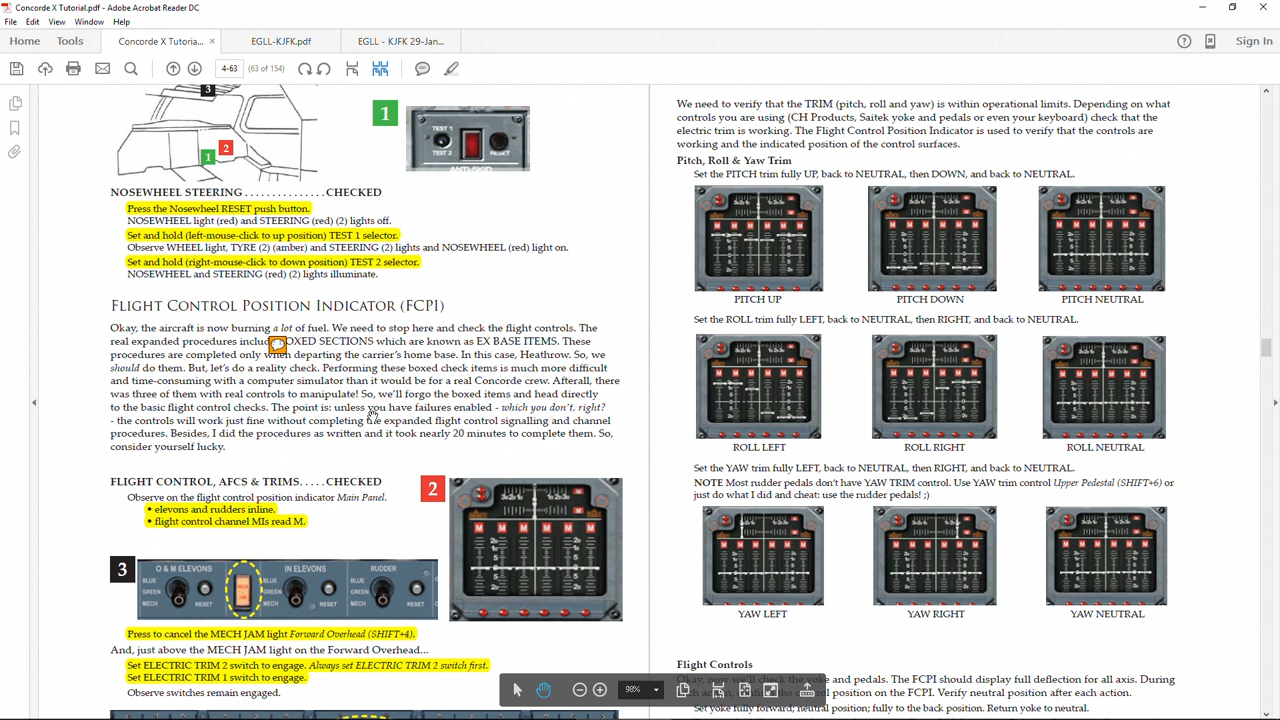 Concorde X Tutorial.pdf - Adobe Acrobat Reader DC
File Edit View Window Help
Home Tools Concorde X Tutoria... EGLL-KJFK.pdf EGLL - KJFK 29-Jan... Sign In
4-63 (63 of 154)
3
1
2
1
TEST 1
TEST 2
RESET
ANTI-SKID
NOSEWHEEL STEERING . . . . . . . . . . . . . . . CHECKED
Press the Nosewheel RESET push button.
NOSEWHEEL light (red) and STEERING (red) (2) lights off.
Set and hold (left-mouse-click to up position) TEST 1 selector.
Observe WHEEL light, TYRE (2) (amber) and STEERING (2) lights and NOSEWHEEL (red) light on.
Set and hold (right-mouse-click to down position) TEST 2 selector.
NOSEWHEEL and STEERING (red) (2) lights illuminate.
FLIGHT CONTROL POSITION INDICATOR (FCPI)
Okay, the aircraft is now burning a lot of fuel. We need to stop here and check the flight controls. The
real expanded procedures includ OXED SECTIONS which are known as EX BASE ITEMS. These
procedures are completed only when departing the carrier's home base. In this case, Heathrow. So, we
should do them. But, let's do a reality check. Performing these boxed check items is much more difficult
and time-consuming with a computer simulator than it would be for a real Concorde crew. Afterall, there
was three of them with real controls to manipulate! So, we'll forgo the boxed items and head directly
to the basic flight control checks. The point is: unless you have failures enabled - which you don't, right?
- the controls will work just fine without completing the expanded flight control signalling and channel
procedures. Besides, I did the procedures as written and it took nearly 20 minutes to complete them. So,
consider yourself lucky.
FLIGHT CONTROL, AFCS & TRIMS. . . . . CHECKED
Observe on the flight control position indicator Main Panel.
• elevons and rudders inline.
• flight control channel MIs read M.
2
3
O & M ELEVONS IN ELEVONS RUDDER
BLUE BLUE BLUE
GREEN GREEN GREEN
MECH RESET MECH RESET MECH RESET
MECH JAM
Press to cancel the MECH JAM light Forward Overhead (SHIFT+4).
And, just above the MECH JAM light on the Forward Overhead...
Set ELECTRIC TRIM 2 switch to engage. Always set ELECTRIC TRIM 2 switch first.
Set ELECTRIC TRIM 1 switch to engage.
Observe switches remain engaged.
We need to verify that the TRIM (pitch, roll and yaw) is within operational limits. Depending on what
controls you are using (CH Products, Saitek yoke and pedals or even your keyboard) check that the
electric trim is working. The Flight Control Position Indicator is used to verify that the controls are
working and the indicated position of the control surfaces.
Pitch, Roll & Yaw Trim
Set the PITCH trim fully UP, back to NEUTRAL, then DOWN, and back to NEUTRAL.
PITCH UP PITCH DOWN PITCH NEUTRAL
Set the ROLL trim fully LEFT, back to NEUTRAL, then RIGHT, and back to NEUTRAL.
ROLL LEFT ROLL RIGHT ROLL NEUTRAL
Set the YAW trim fully LEFT, back to NEUTRAL, then RIGHT, and back to NEUTRAL.
NOTE Most rudder pedals don't have YAW TRIM control. Use YAW trim control Upper Pedestal (SHIFT+6) or
just do what I did and cheat: use the rudder pedals! ;)
YAW LEFT YAW RIGHT YAW NEUTRAL
Flight Controls
Okay, now we'll check the yoke and pedals. The FCPI should display full deflection for all axis. During
position on the FCPI. Verify neutral position after each action.
Set yoke fully forward; neutral position; fully to the back position. Return yoke to neutral.
98%